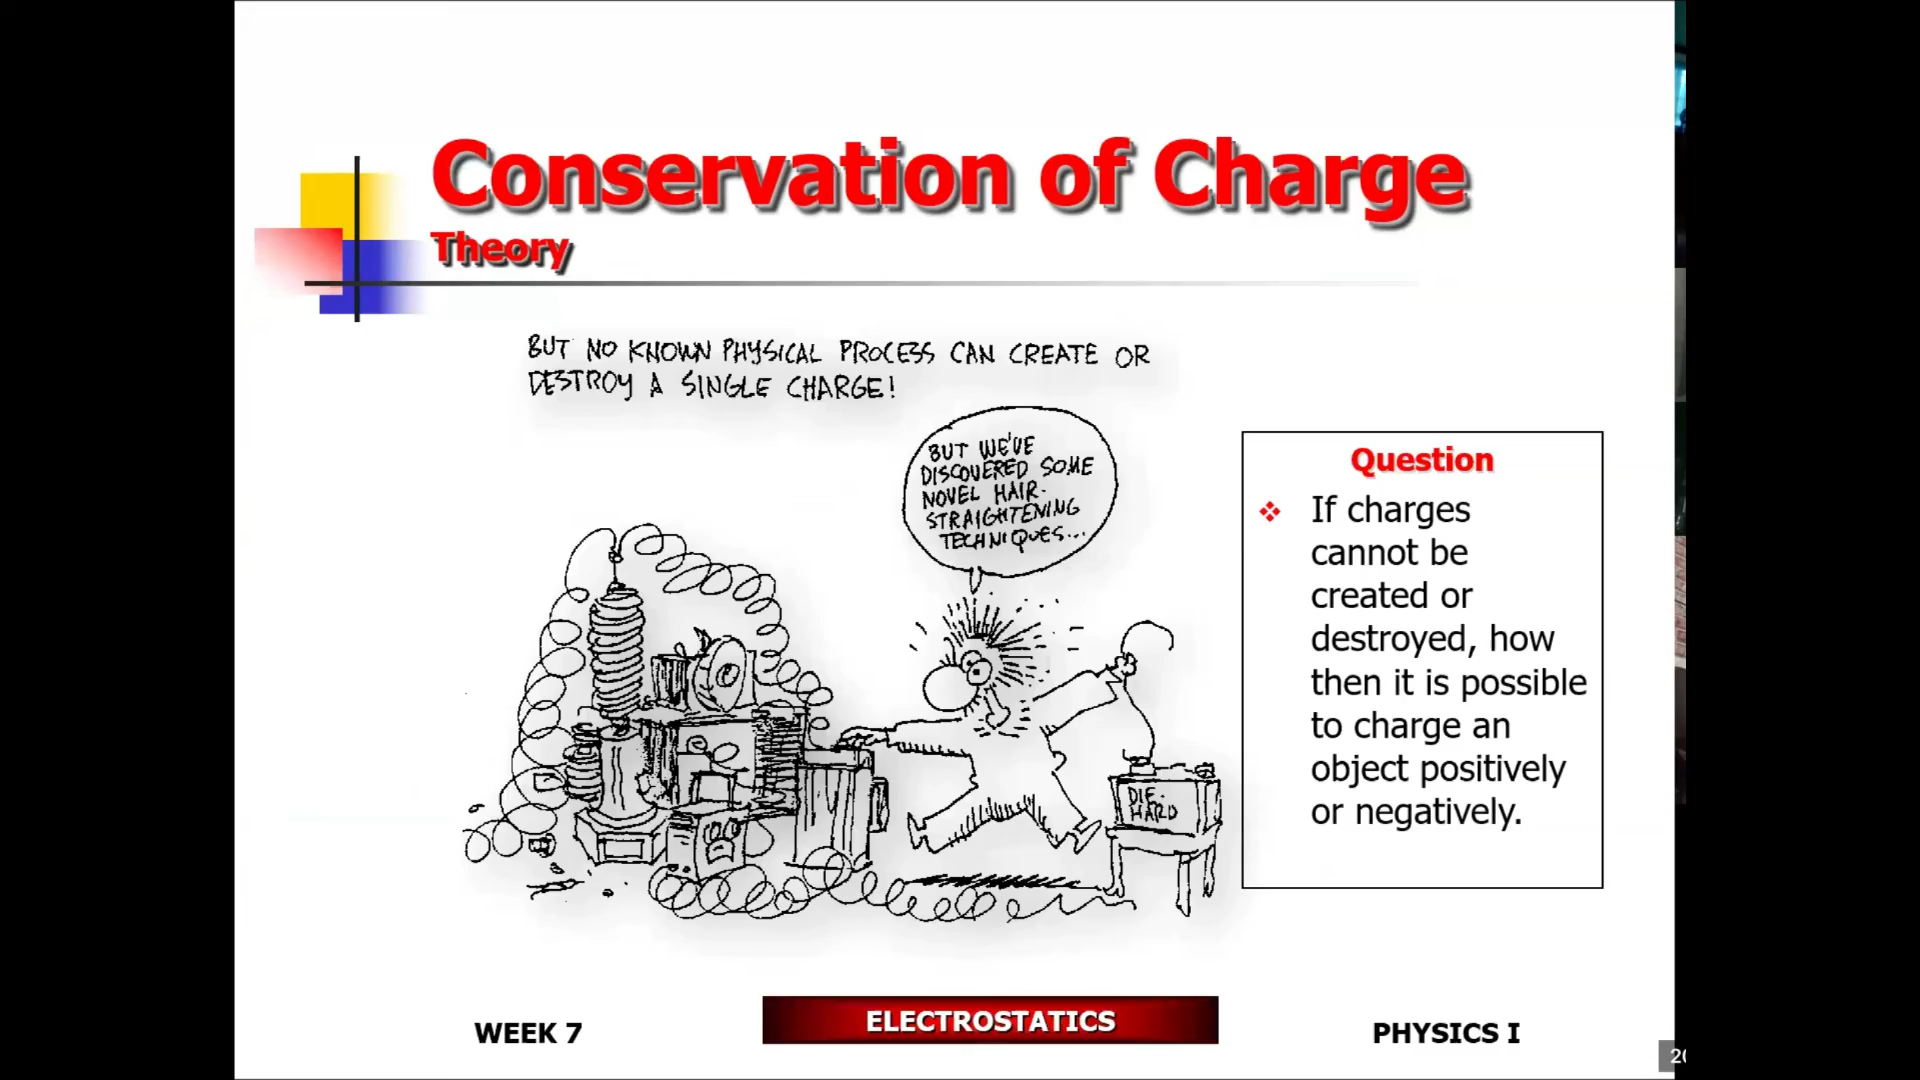 Conservation of Charge
Theory
BUT NO KNOWN PHYSICAL PROCESS CAN CREATE OR
DESTROY A SINGLE CHARGE!
BUT WE'VE
DISCOVERED SOME
NOVEL HAIR-
STRAIGHTENING
TECHNIQUES...
DIE-
HARD
Question
If charges
cannot be
created or
destroyed, how
then it is possible
to charge an
object positively
or negatively.
WEEK 7
ELECTROSTATICS
PHYSICS I